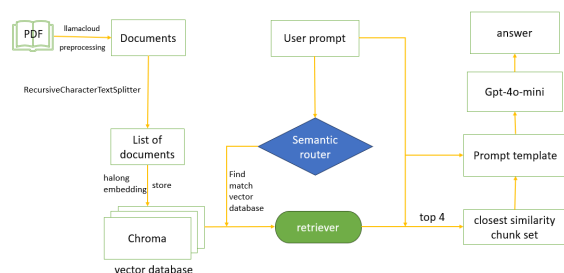 PDF
llamacloud
preprocessing
Documents
User prompt
answer
RecursiveCharacterTextSplitter
Gpt-4o-mini
List of
documents
Semantic
router
Prompt template
halong
embedding
store
Find
match
vector
database
Chroma
retriever
top 4
closest similarity
chunk set
vector database